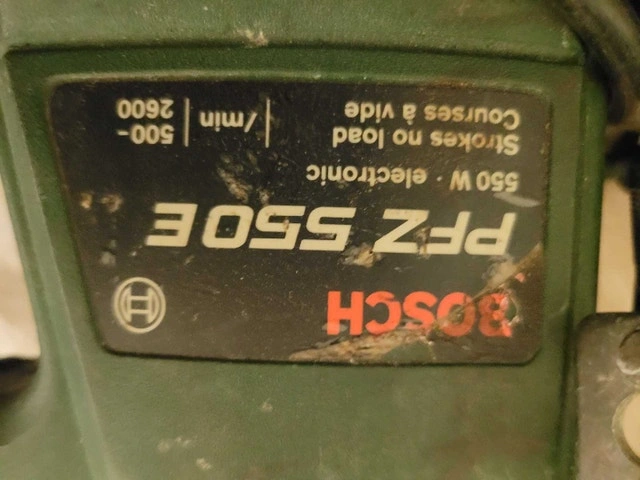 BOSCH
PFZ 550 E
550 W · electronic
Strokes no load
Courses à vide
/min
500-
2600